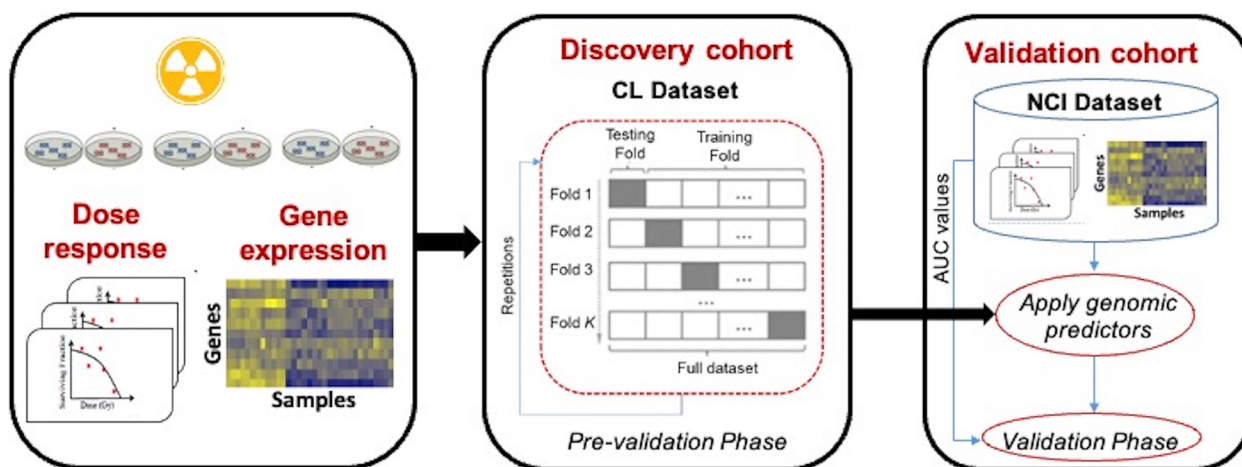 Dose
response
Gene
expression
Surviving Fraction
Dose (Gy)
Genes
Samples
Discovery cohort
CL Dataset
Testing
Fold
Training
Fold
Fold 1
...
Fold 2
...
Fold 3
...
...
Fold K
...
Full dataset
Repetitions
Pre-validation Phase
Validation cohort
NCI Dataset
Dose (Gy)
Genes
Samples
AUC values
Apply genomic
predictors
Validation Phase